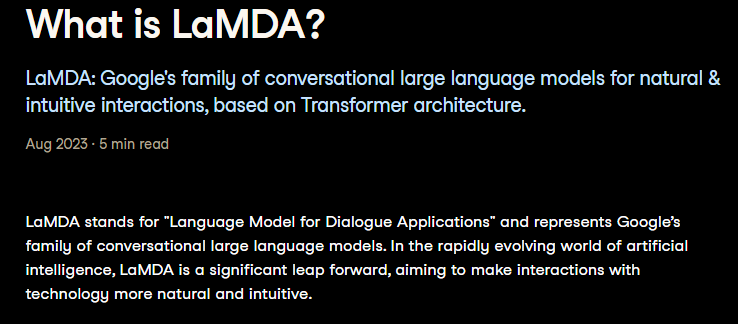 What is LaMDA?
LaMDA: Google's family of conversational large language models for natural &
intuitive interactions, based on Transformer architecture.
Aug 2023 · 5 min read
LaMDA stands for "Language Model for Dialogue Applications" and represents Google’s
family of conversational large language models. In the rapidly evolving world of artificial
intelligence, LaMDA is a significant leap forward, aiming to make interactions with
technology more natural and intuitive.